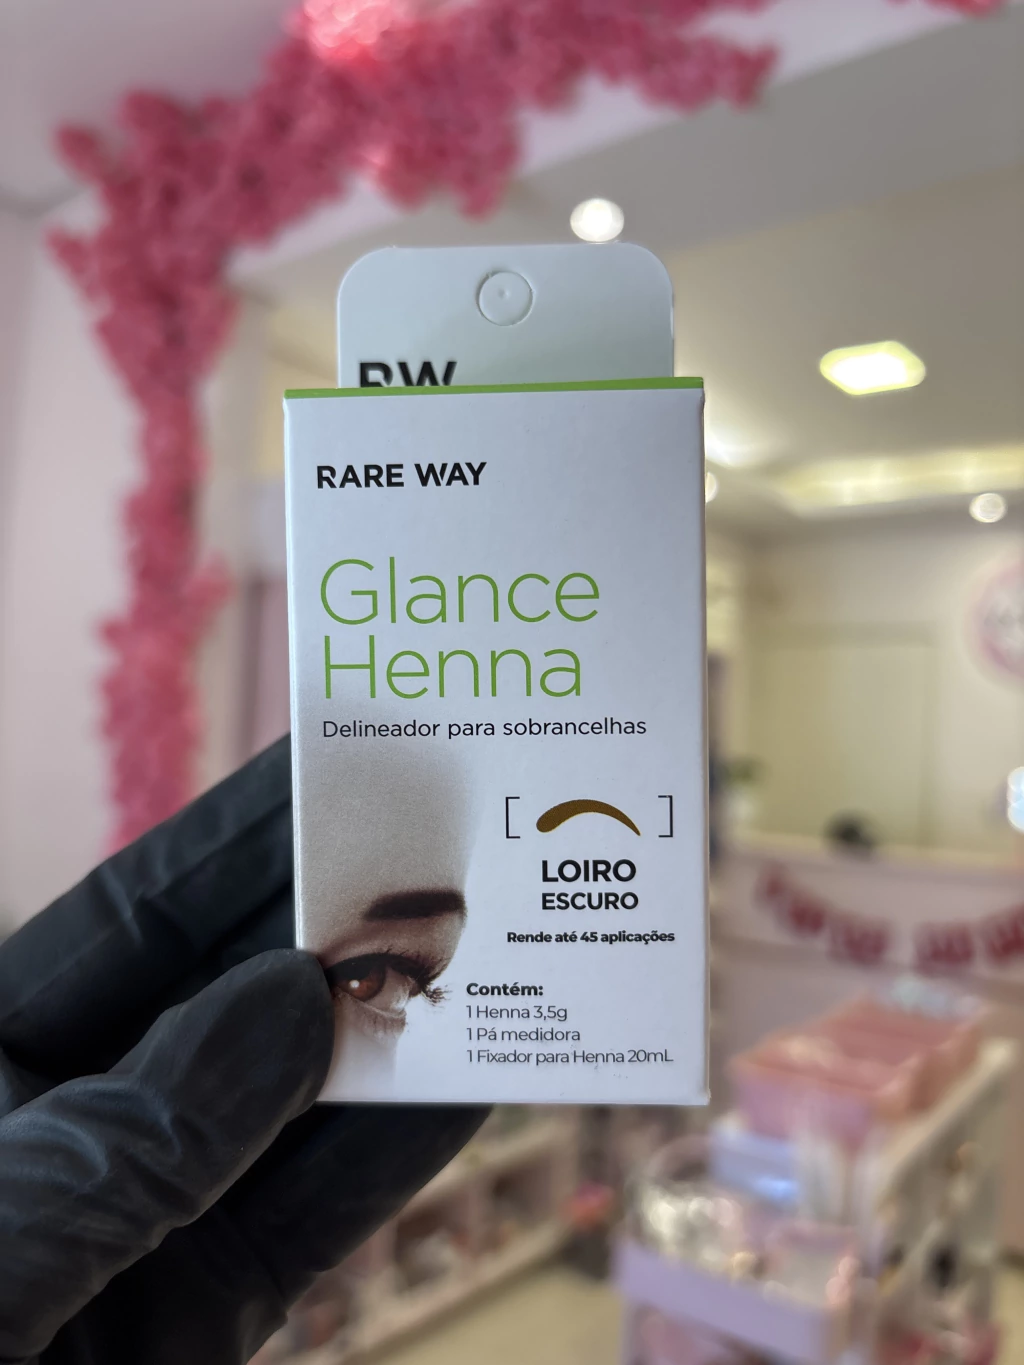 RW
RARE WAY
Glance
Henna
Delineador para sobrancelhas
[ ]
LOIRO
ESCURO
Rende até 45 aplicações
Contém:
1 Henna 3,5g
1 Pá medidora
1 Fixador para Henna 20mL